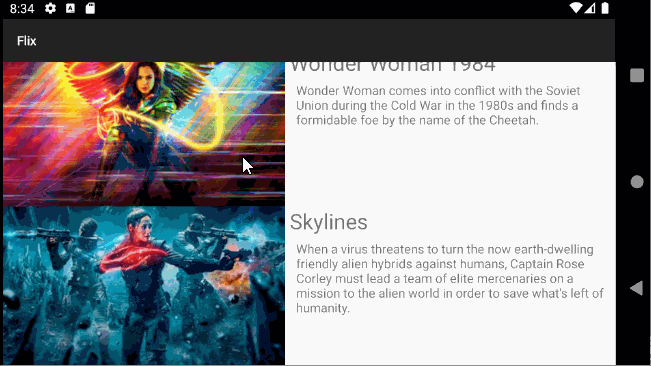 8:34
Flix
Wonder Woman 1984
Wonder Woman comes into conflict with the Soviet
Union during the Cold War in the 1980s and finds a
formidable foe by the name of the Cheetah.
Skylines
When a virus threatens to turn the now earth-dwelling
friendly alien hybrids against humans, Captain Rose
Corley must lead a team of elite mercenaries on a
mission to the alien world in order to save what's left of
humanity.